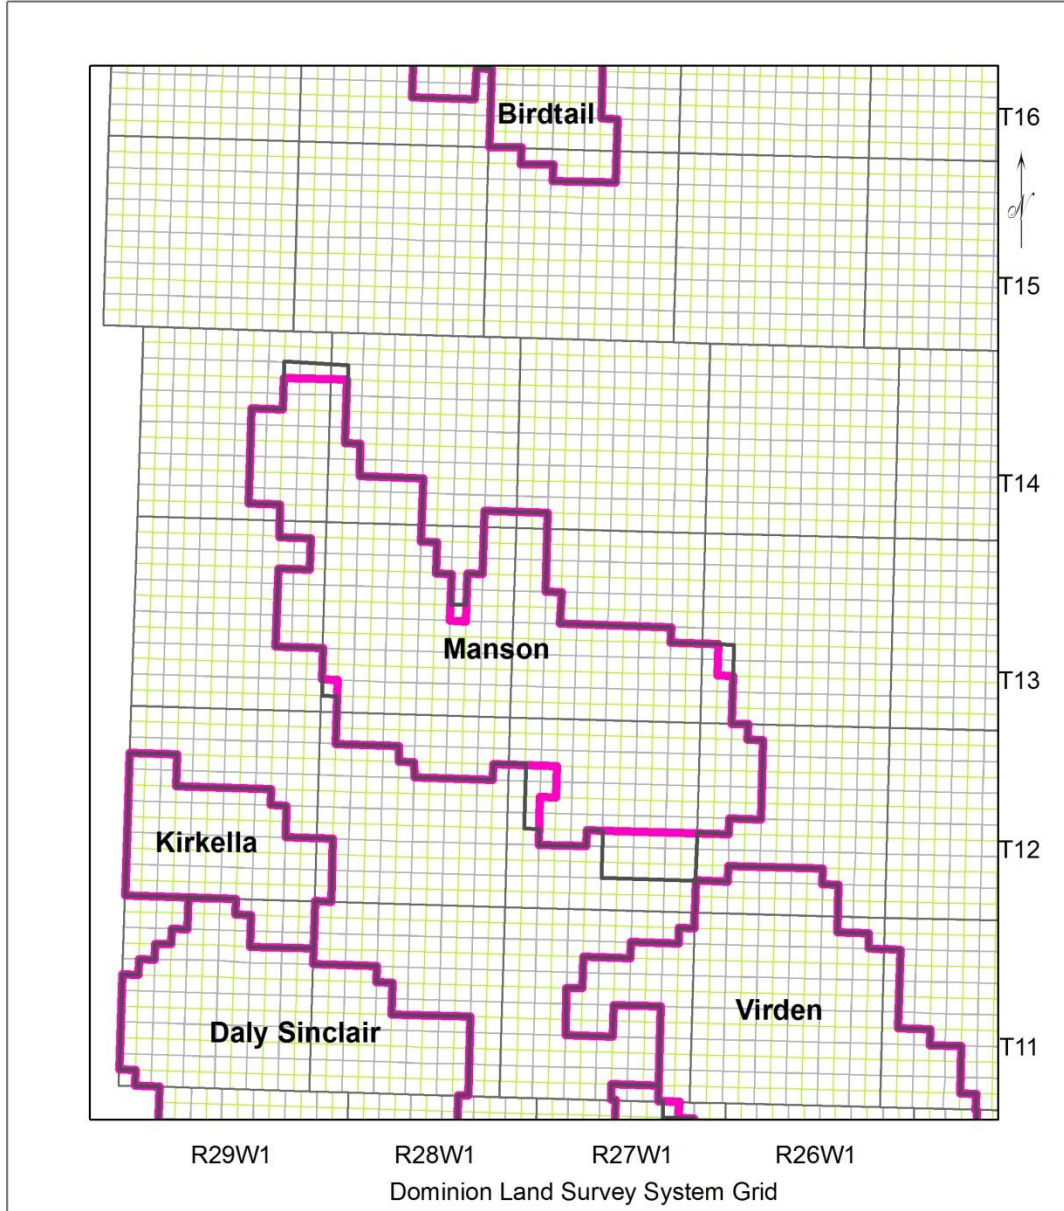 Birdtail
T16
N
T15
T14
Manson
T13
Kirkella
T12
Virden
Daly Sinclair
T11
R29W1 R28W1 R27W1 R26W1
Dominion Land Survey System Grid